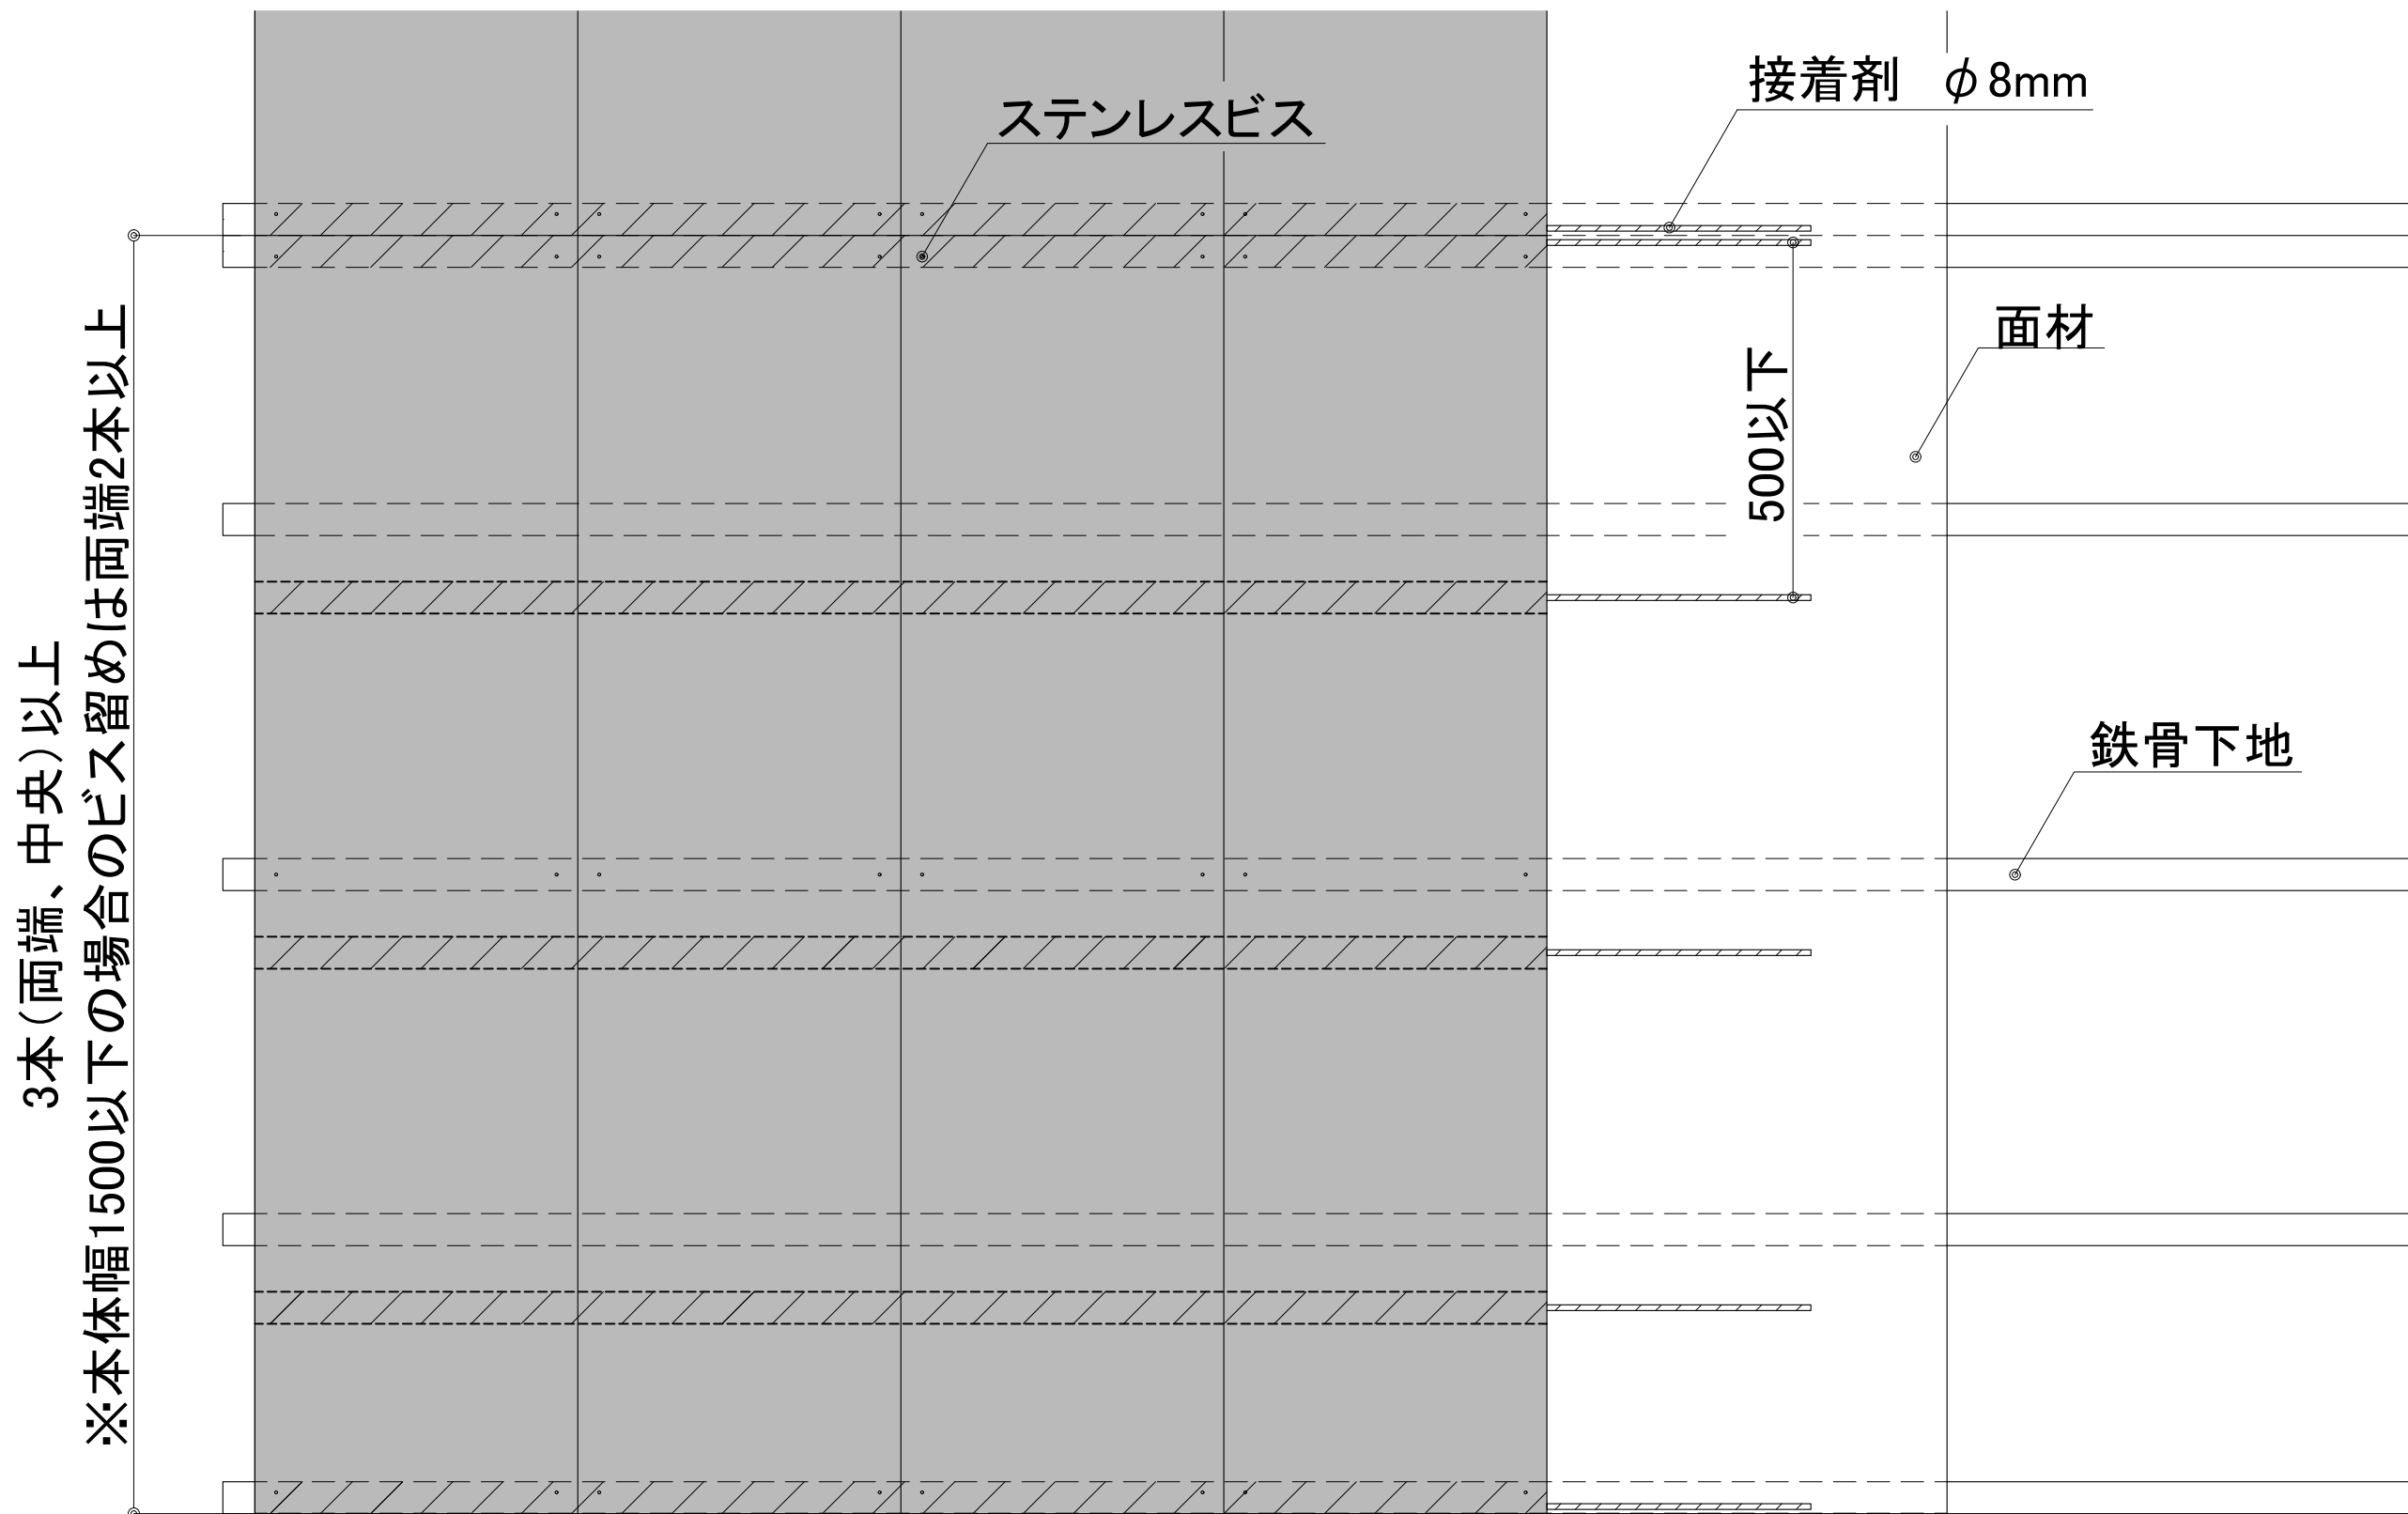 ステンレスビス
接着剤　φ8mm
面材
500以下
鉄骨下地
3本(両端、中央)以上
※本体幅1500以下の場合のビス留めは両端2本以上